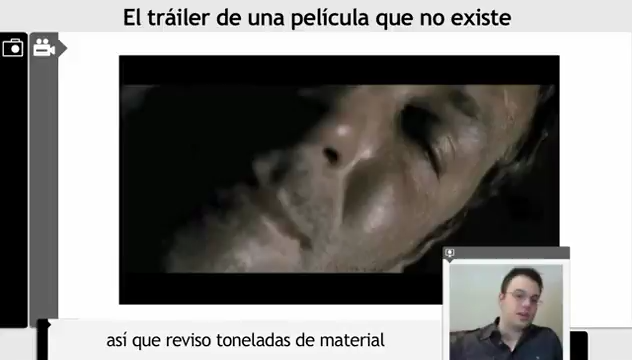 El tráiler de una película que no existe
así que reviso toneladas de material